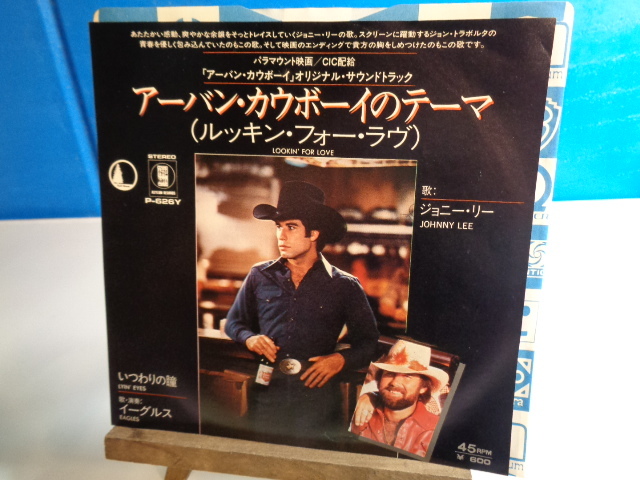 あたたかい感動、爽やかな余韻をそっとトレイスしていくジョニー・リーの歌。スクリーンに躍動するジョン・トラボルタの
青春を優しく包み込んでいたのもこの歌。そして映画のエンディングで貴方の胸をしめつけたのもこの歌です。
パラマウント映画/CIC配給
「アーバン・カウボーイ」オリジナル・サウンドトラック
アーバン・カウボーイのテーマ
(ルッキン・フォー・ラヴ)
LOOKIN' FOR LOVE
STEREO
P-626Y
歌:
ジョニー・リー
JOHNNY LEE
いつわりの瞳
LYIN' EYES
歌・演奏:
イーグルス
EAGLES
45RPM
¥600